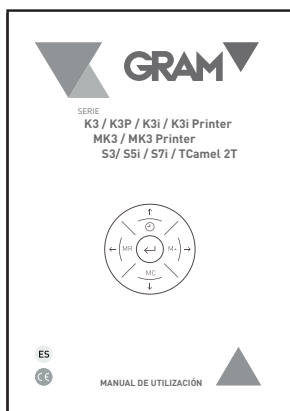 GRAM
SERIE
K3 / K3P / K3i / K3i Printer
MK3 / MK3 Printer
S3/ S5i / S7i / TCamel 2T
MR M+
MC
ES
CE
MANUAL DE UTILIZACIÓN